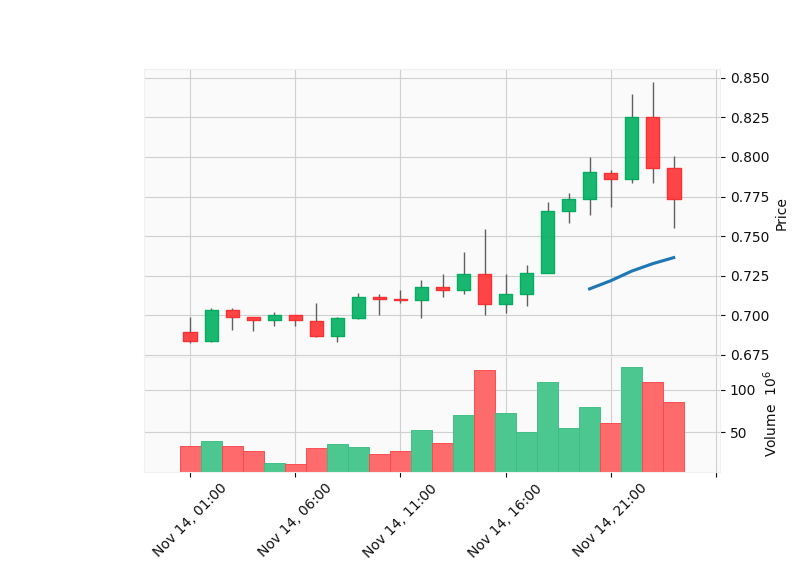 0.850
0.825
0.800
0.775
0.750
0.725
0.700
0.675
Price
100
50
Volume 10^6
Nov 14, 01:00
Nov 14, 06:00
Nov 14, 11:00
Nov 14, 16:00
Nov 14, 21:00